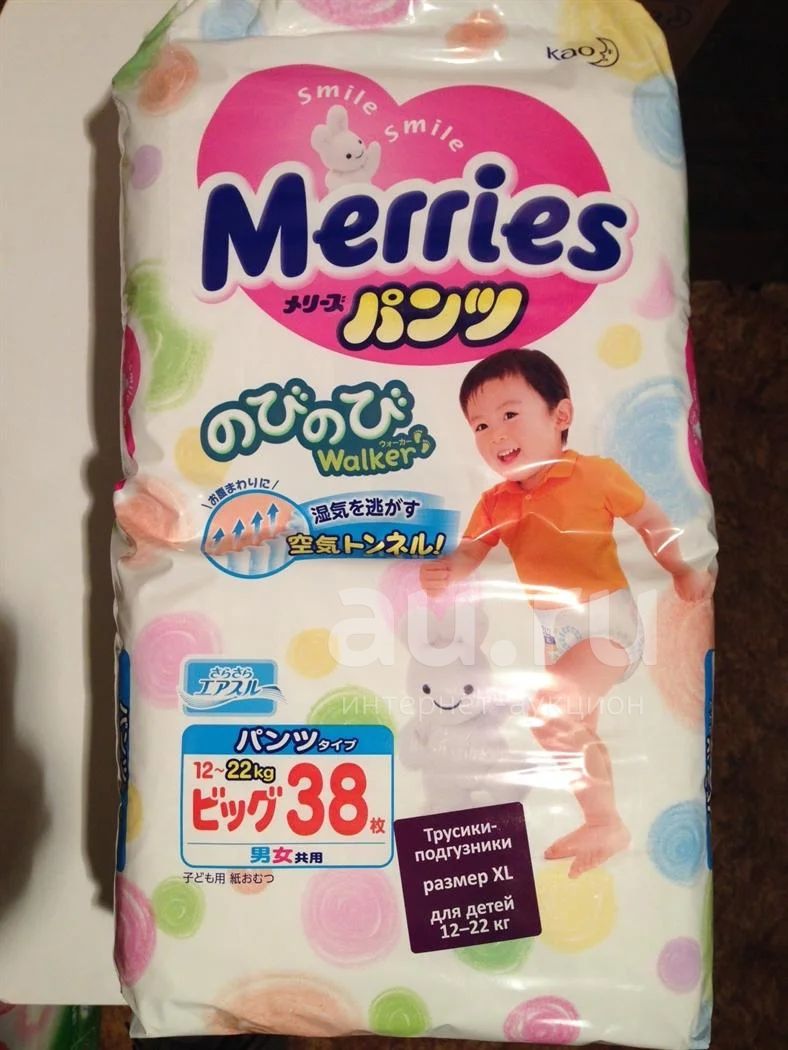 Kao
Smile Smile
Merries
メリーズ パンツ
のびのび
ウォーカー
Walker
お腹まわりに
湿気を逃がす
空気トンネル!
au.ru
интернет-аукцион
さらさら
エアスルー
パンツタイプ
12~22kg
ビッグ 38枚
男女共用
子ども用 紙おむつ
Трусики-
подгузники
размер XL
для детей
12–22 кг